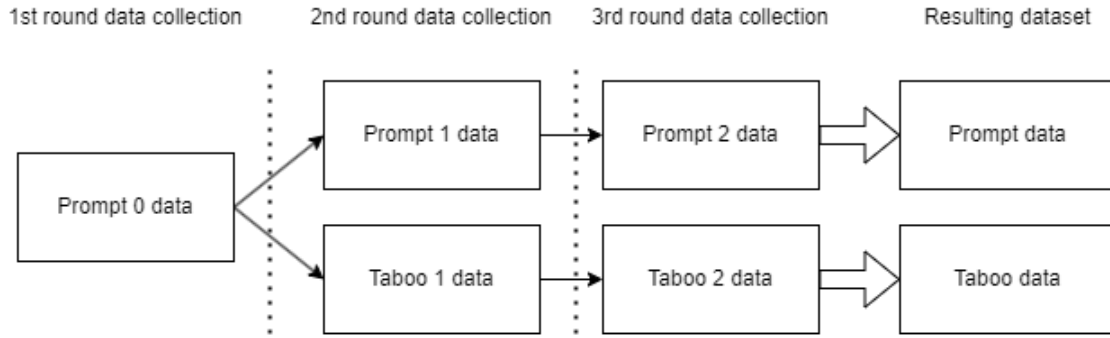 1st round data collection
2nd round data collection
3rd round data collection
Resulting dataset
Prompt 0 data
Prompt 1 data
Prompt 2 data
Prompt data
Taboo 1 data
Taboo 2 data
Taboo data